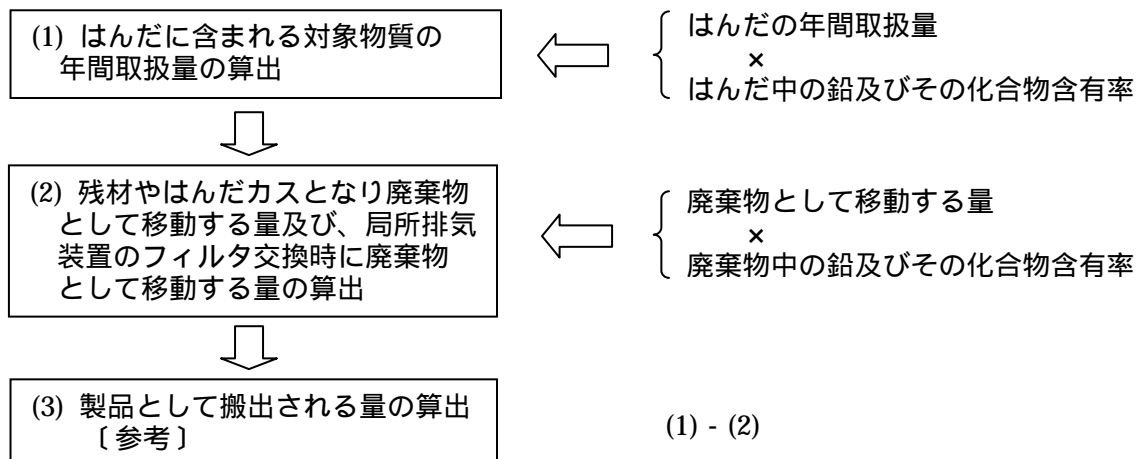 (1) はんだに含まれる対象物質の
年間取扱量の算出
はんだの年間取扱量
×
はんだ中の鉛及びその化合物含有率
(2) 残材やはんだカスとなり廃棄物
として移動する量及び、局所排気
装置のフィルタ交換時に廃棄物
として移動する量の算出
廃棄物として移動する量
×
廃棄物中の鉛及びその化合物含有率
(3) 製品として搬出される量の算出
〔参考〕
(1) - (2)